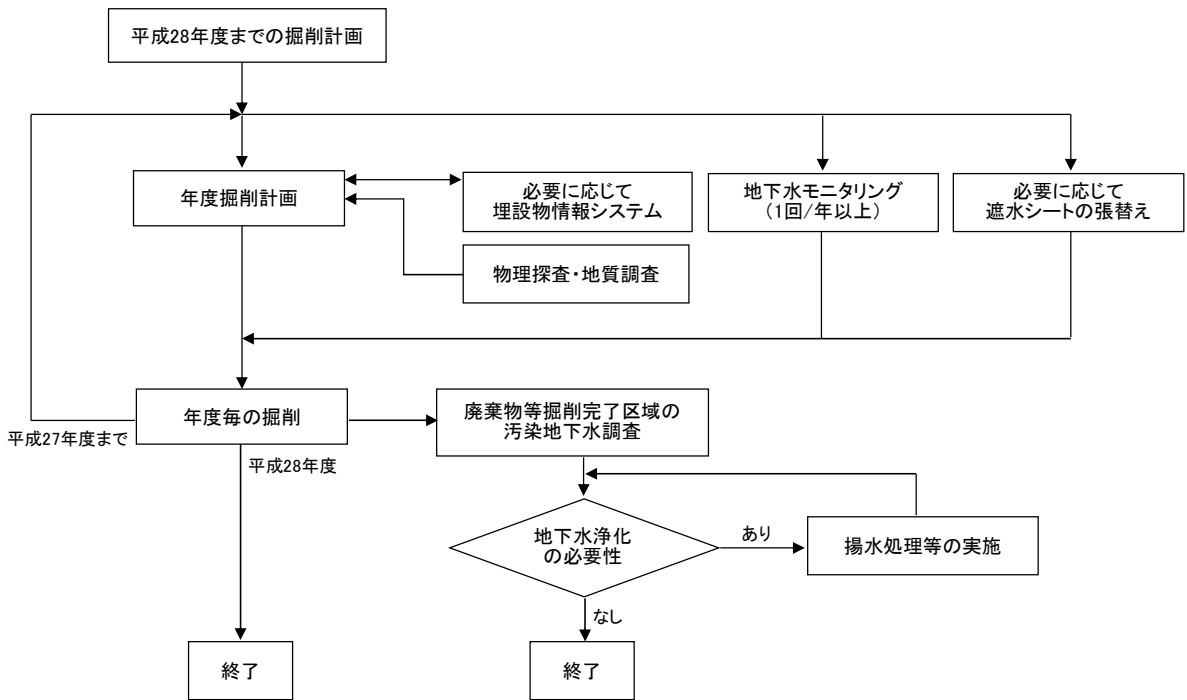 平成28年度までの掘削計画
年度掘削計画
必要に応じて
埋設物情報システム
地下水モニタリング
(1回/年以上)
必要に応じて
遮水シートの張替え
物理探査・地質調査
年度毎の掘削
廃棄物等掘削完了区域の
汚染地下水調査
平成27年度まで
平成28年度
地下水浄化
の必要性
あり
揚水処理等の実施
なし
終了
終了